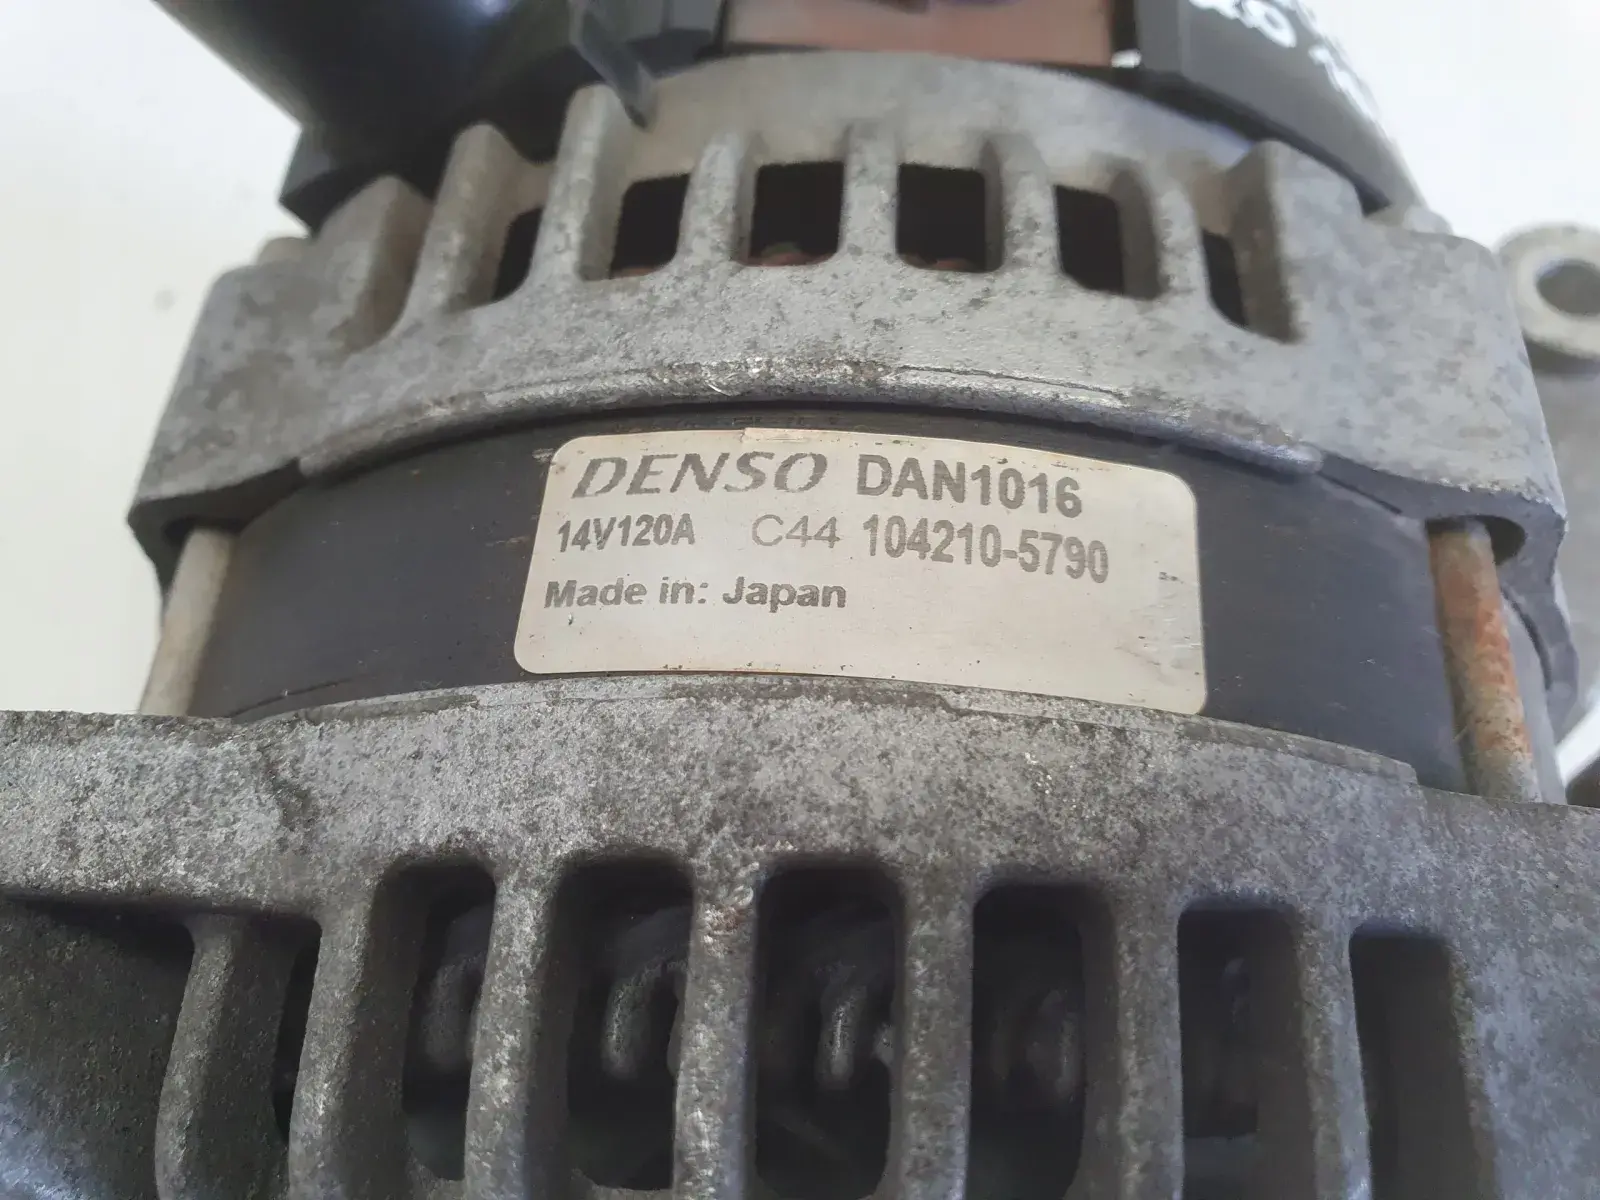 DENSO DAN1016
14V120A C44 104210-5790
Made in: Japan